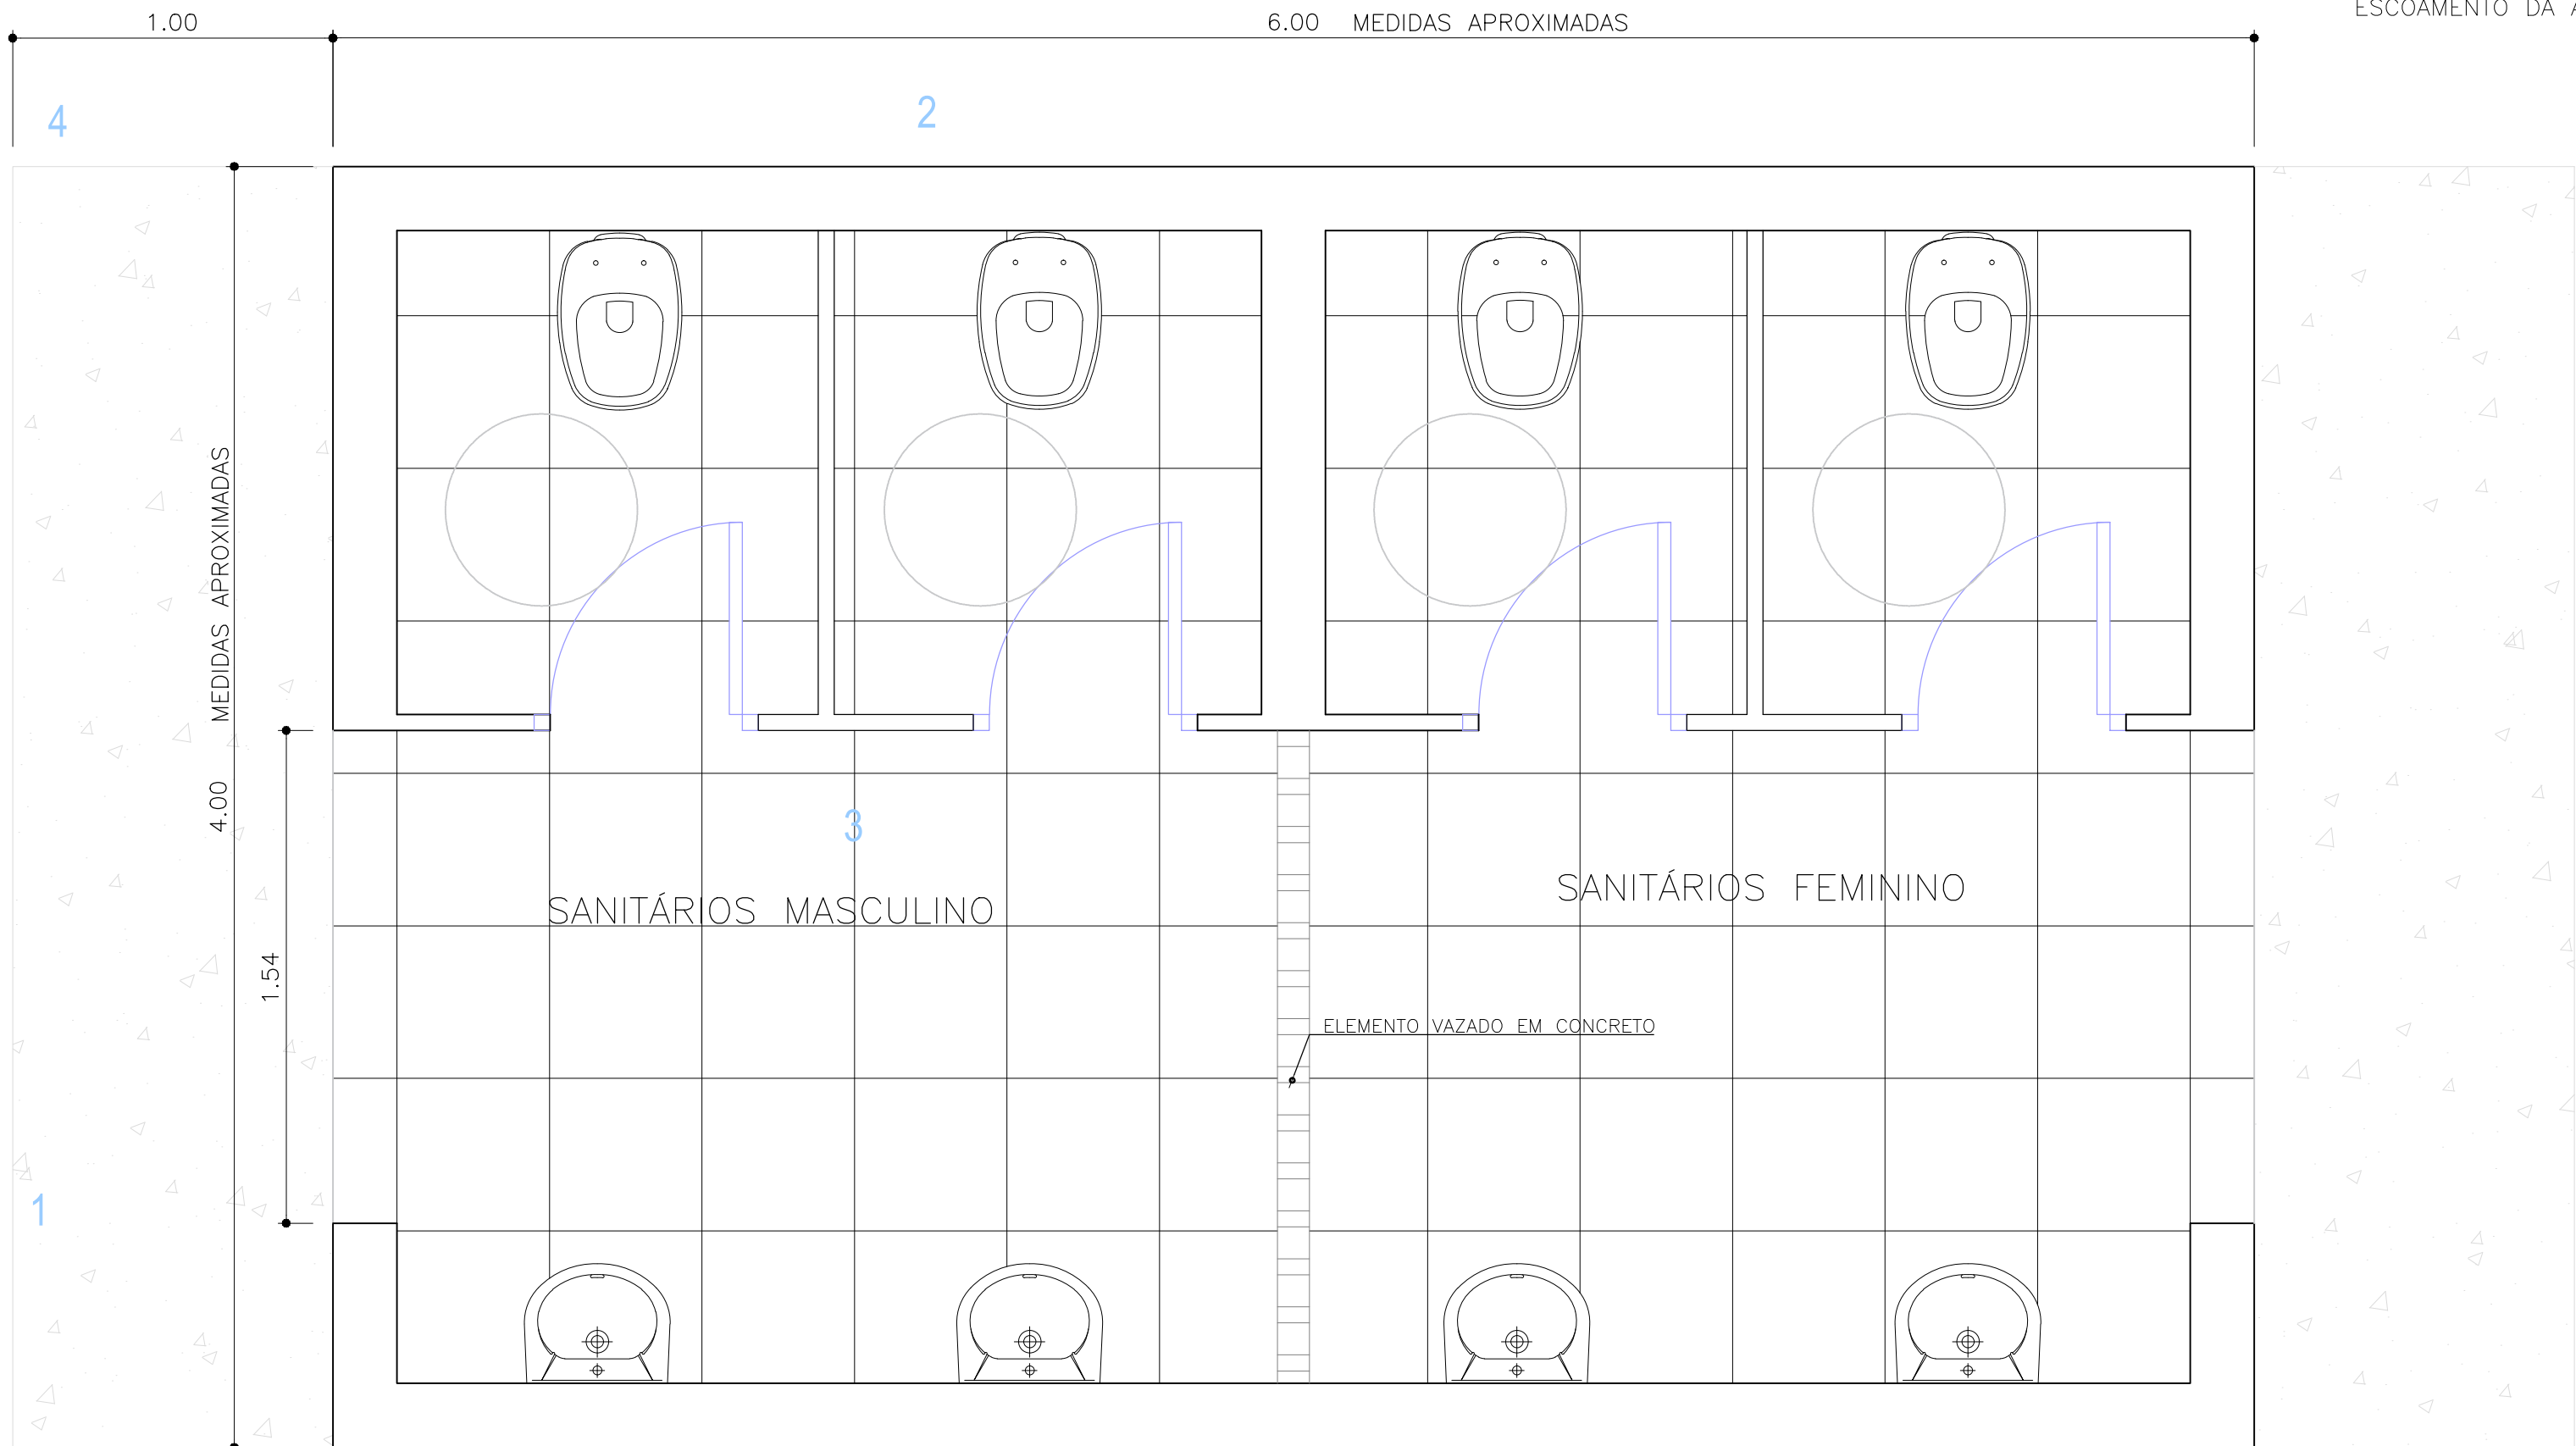 ESCOAMENTO DA
1.00
6.00 MEDIDAS APROXIMADAS
4
2
4.00 MEDIDAS APROXIMADAS
3
SANITÁRIOS MASCULINO
SANITÁRIOS FEMININO
1.54
ELEMENTO VAZADO EM CONCRETO
1